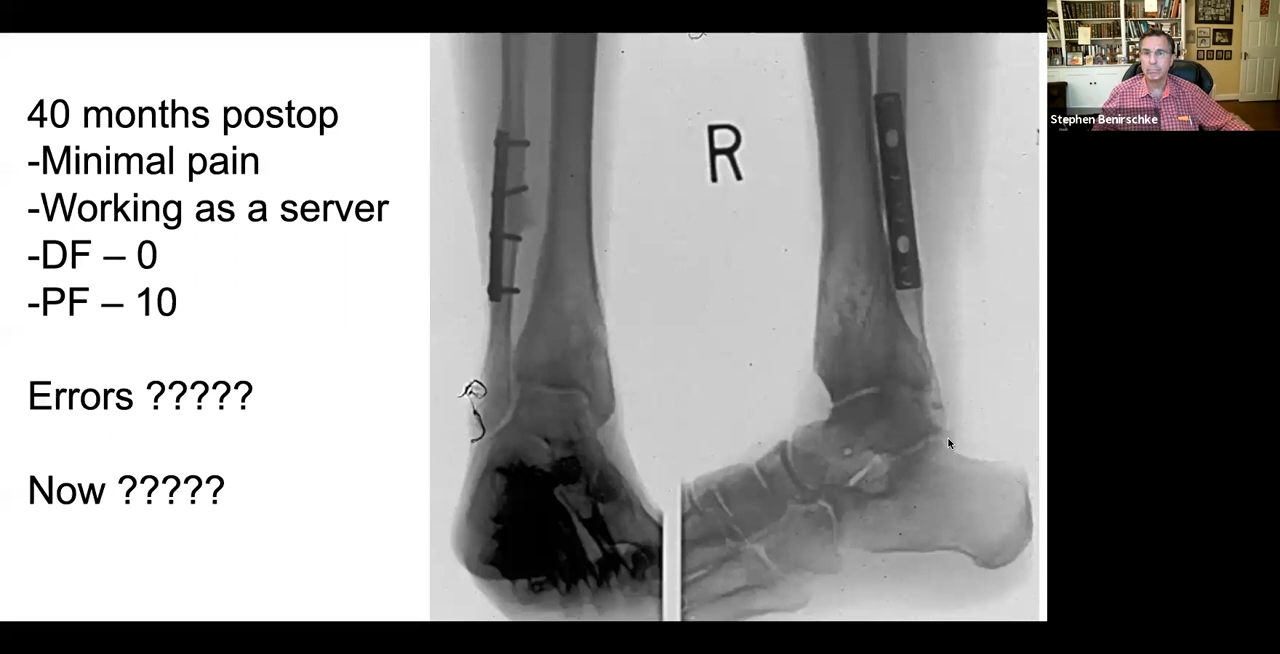 40 months postop
-Minimal pain
-Working as a server
-DF – 0
-PF – 10
Errors ?????
Now ?????
R
Stephen Benirschke